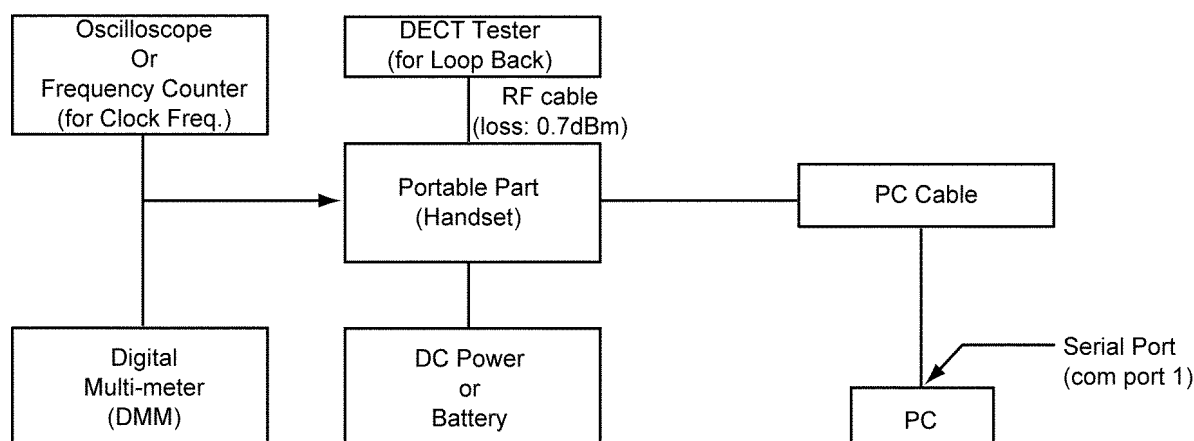 Oscilloscope
Or
Frequency Counter
(for Clock Freq.)
DECT Tester
(for Loop Back)
RF cable
(loss: 0.7dBm)
Portable Part
(Handset)
PC Cable
Digital
Multi-meter
(DMM)
DC Power
or
Battery
Serial Port
(com port 1)
PC